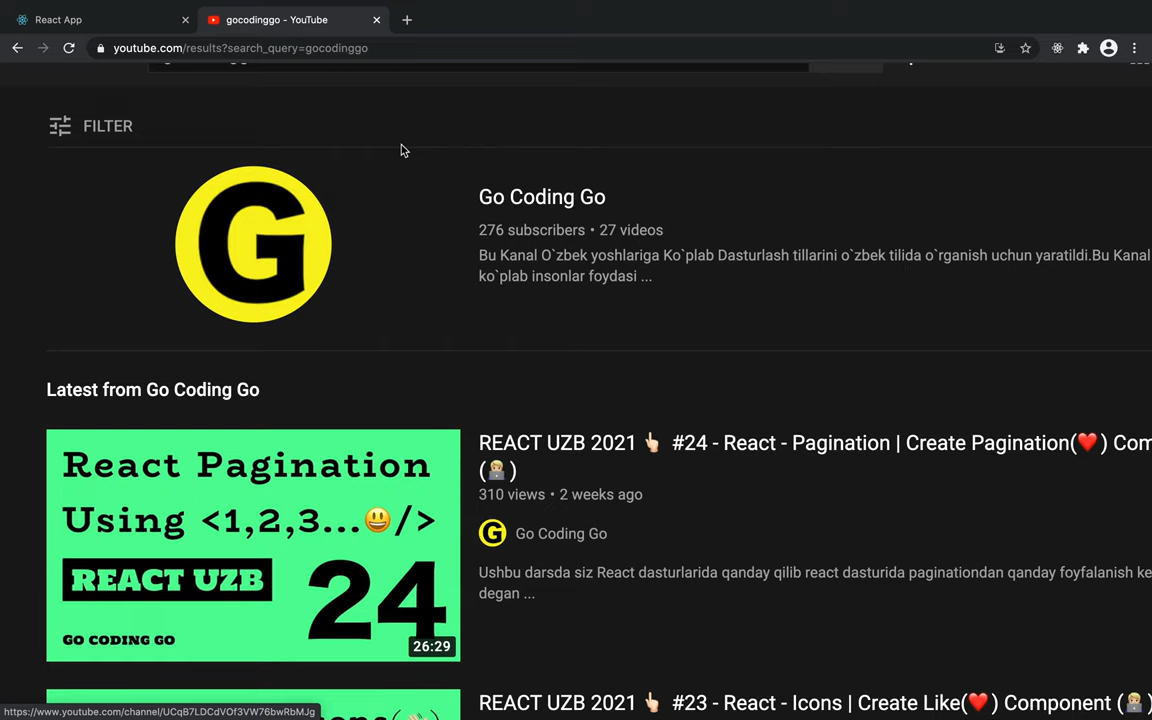 React App
gocodinggo - YouTube
youtube.com/results?search_query=gocodinggo
FILTER
G
Go Coding Go
276 subscribers • 27 videos
Bu Kanal O`zbek yoshlariga Ko`plab Dasturlash tillarini o`zbek tilida o`rganish uchun yaratildi.Bu Kanal
ko`plab insonlar foydasi ...
Latest from Go Coding Go
React Pagination
Using <1,2,3...😃/>
REACT UZB
24
GO CODING GO
26:29
REACT UZB 2021 👆🏻 #24 - React - Pagination | Create Pagination(❤️) Com
(👨🏼‍💻)
310 views • 2 weeks ago
G Go Coding Go
Ushbu darsda siz React dasturlarida qanday qilib react dasturida paginationdan qanday foyfalanish ke
degan ...
REACT UZB 2021 👆🏻 #23 - React - Icons | Create Like(❤️) Component (👨🏼‍💻
https://www.youtube.com/channel/UCqB7LDCdVOf3VW76bwRbMJg